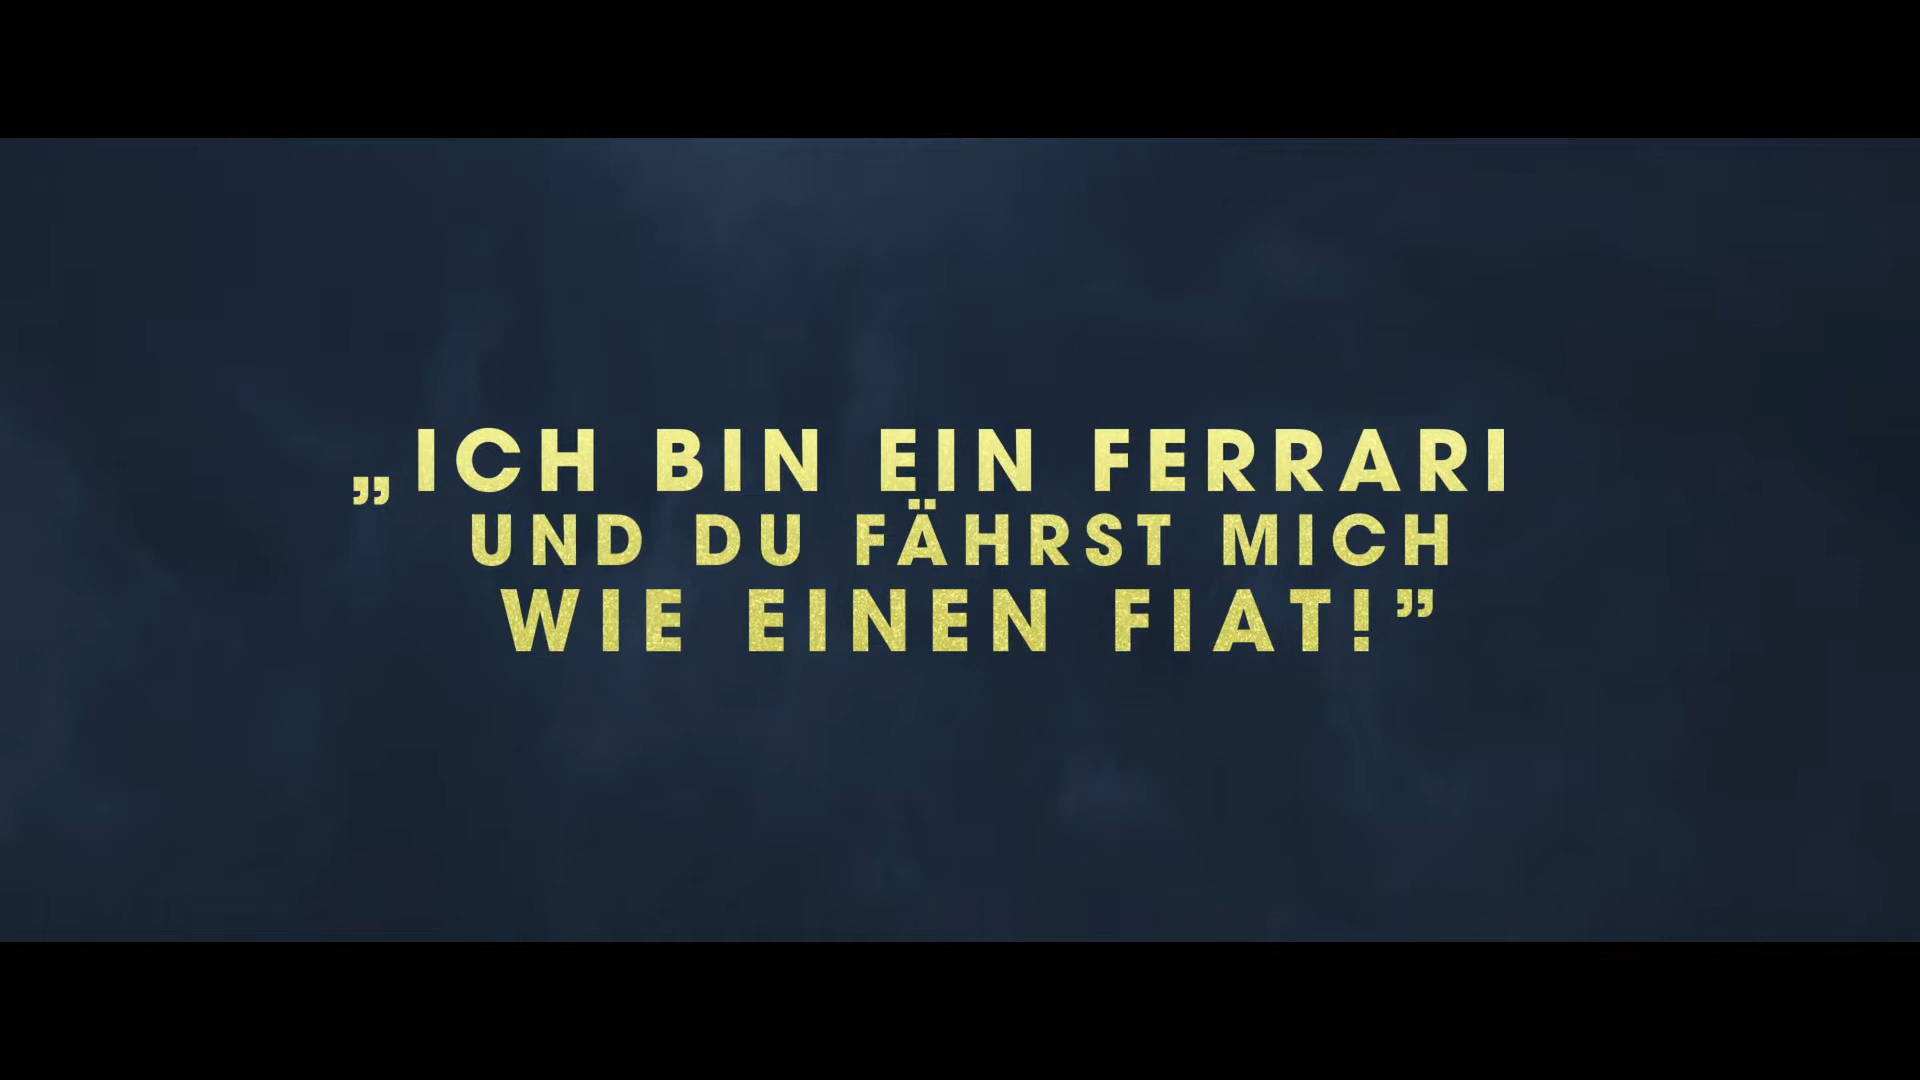 „ICH BIN EIN FERRARI
UND DU FÄHRST MICH
WIE EINEN FIAT!”